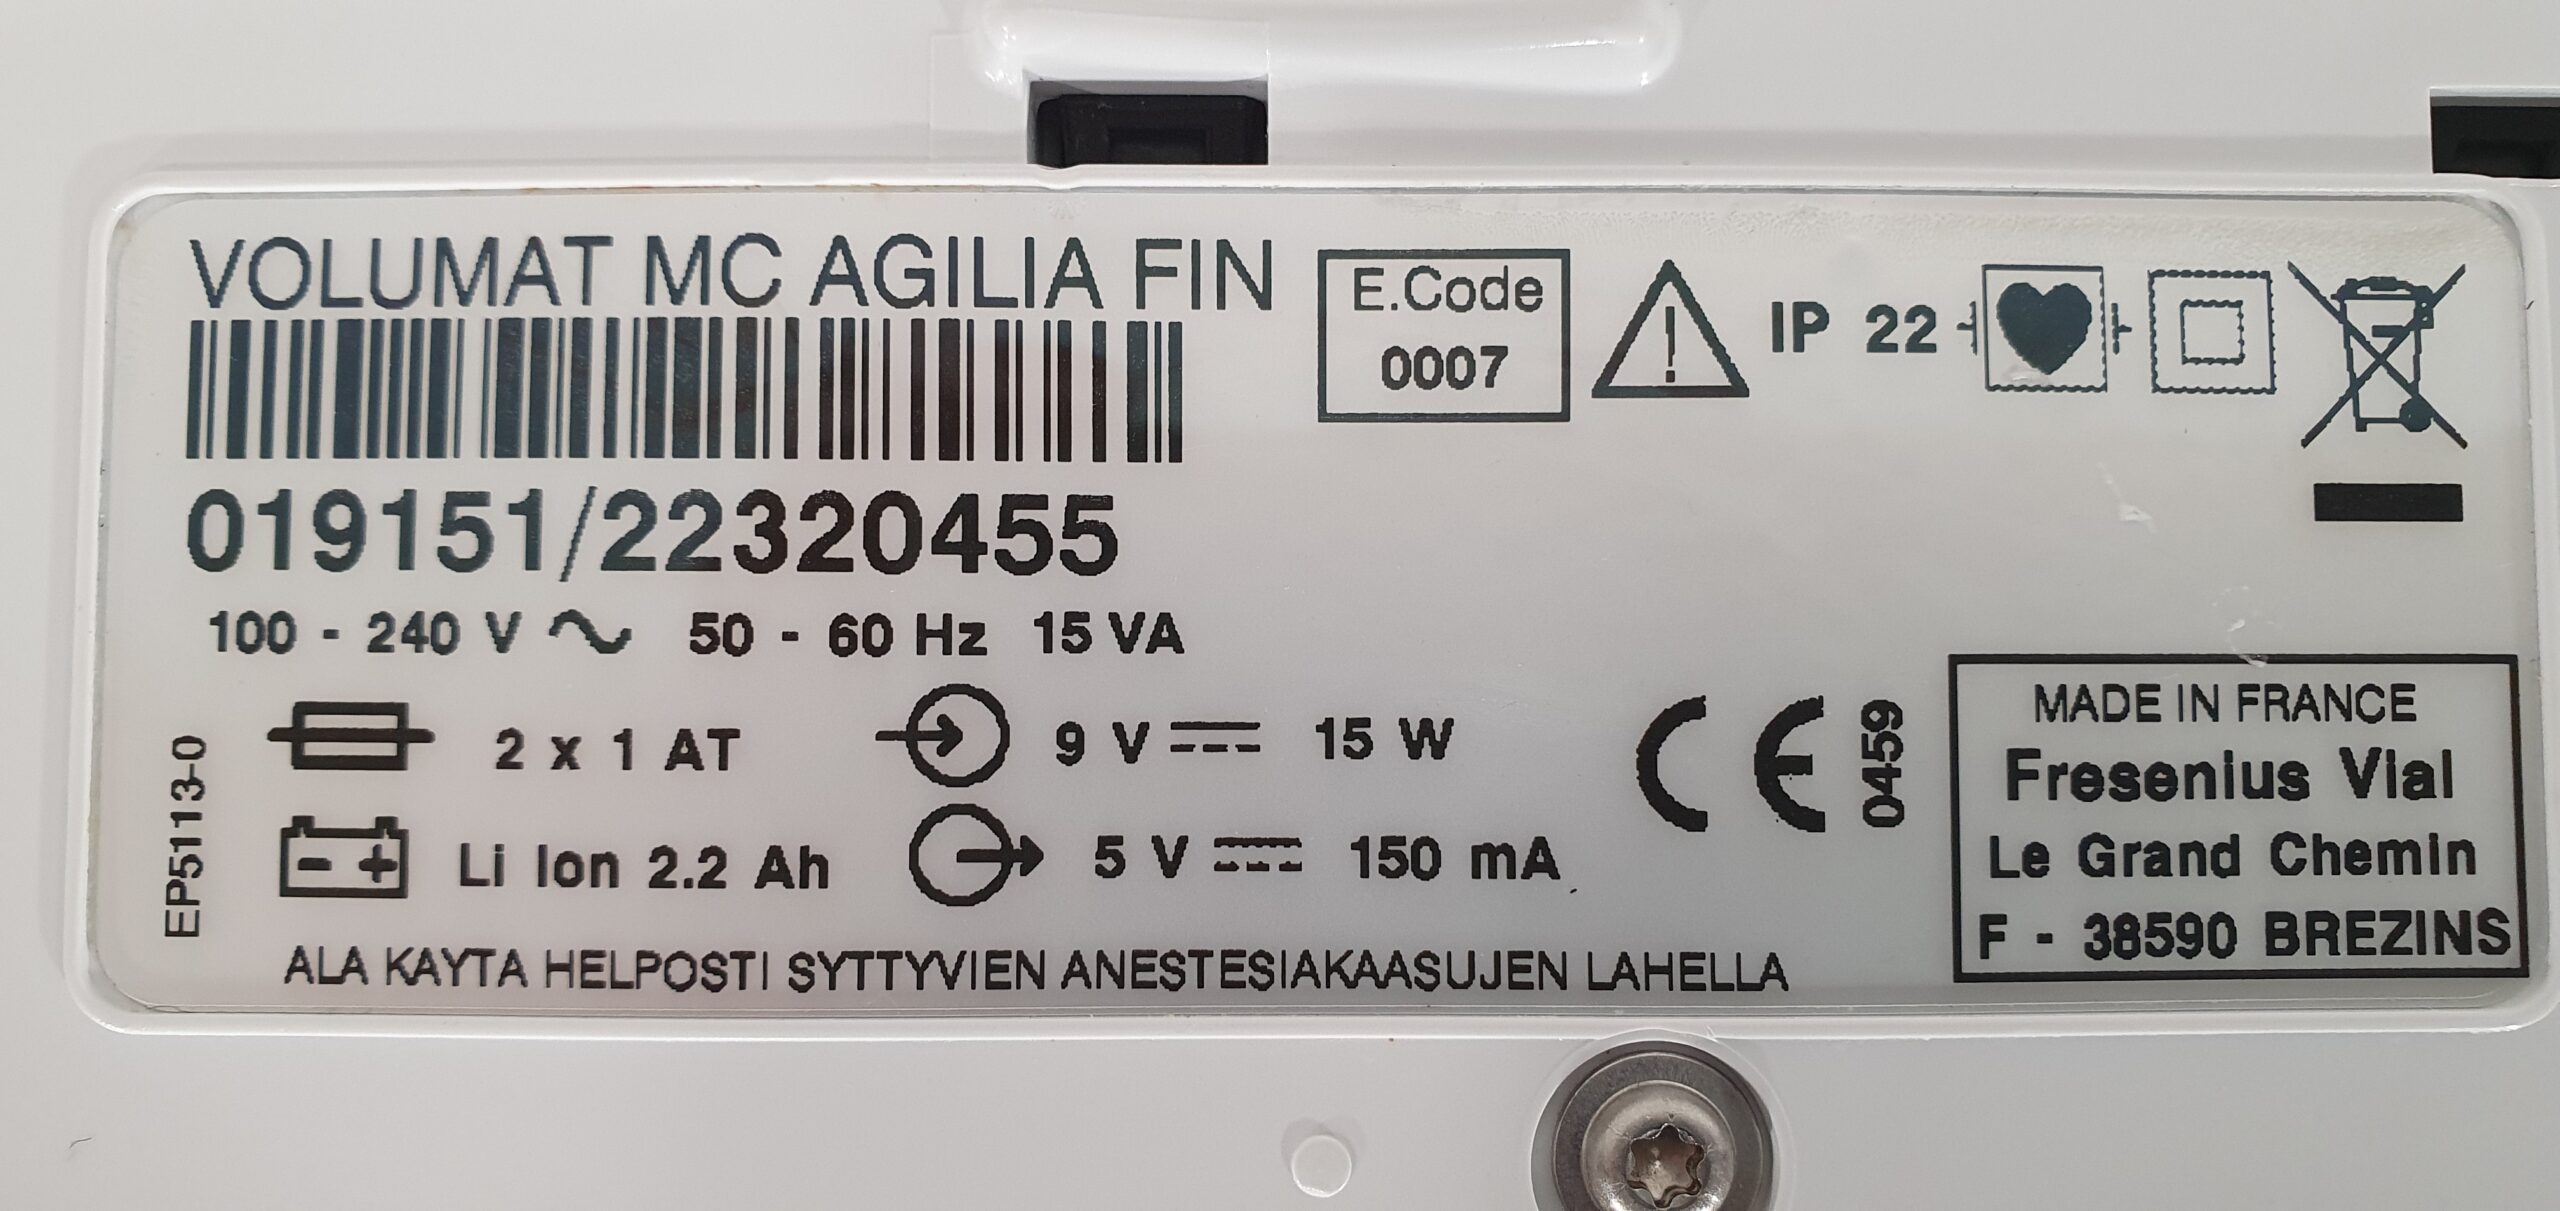 VOLUMAT MC AGILIA FIN
019151/22320455
100 - 240 V 50 - 60 Hz 15 VA
2 x 1 AT
9 V 15 W
Li Ion 2.2 Ah
5 V 150 mA
EP5113-0
ALA KAYTA HELPOSTI SYTTYVIEN ANESTESIAKAASUJEN LAHELLA
E.Code
0007
IP 22
CE 0459
MADE IN FRANCE
Fresenius Vial
Le Grand Chemin
F - 38590 BREZINS